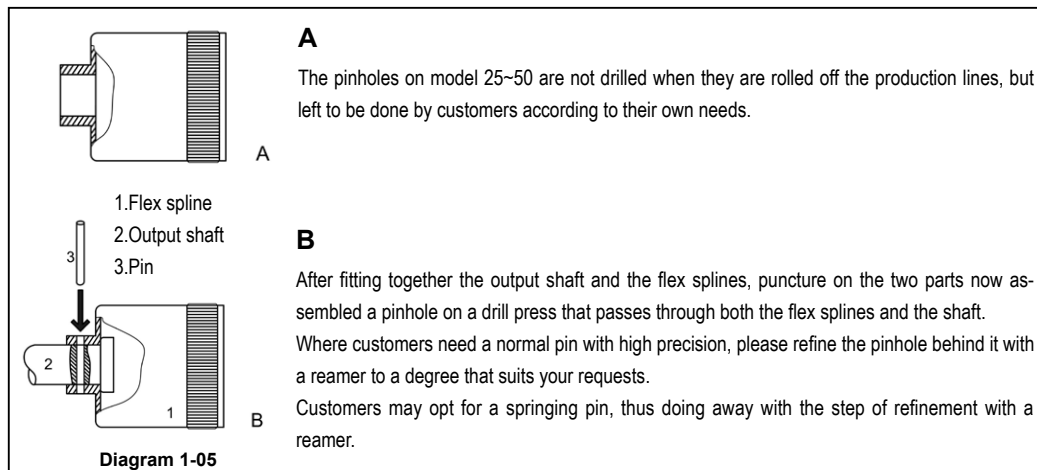 A
The pinholes on model 25~50 are not drilled when they are rolled off the production lines, but
left to be done by customers according to their own needs.
A
1.Flex spline
2.Output shaft
3.Pin
3
B
After fitting together the output shaft and the flex splines, puncture on the two parts now as-
sembled a pinhole on a drill press that passes through both the flex splines and the shaft.
Where customers need a normal pin with high precision, please refine the pinhole behind it with
a reamer to a degree that suits your requests.
Customers may opt for a springing pin, thus doing away with the step of refinement with a
reamer.
2
1
B
Diagram 1-05